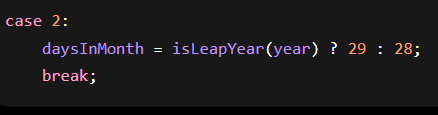 case 2:
    daysInMonth = isLeapYear(year) ? 29 : 28;
    break;